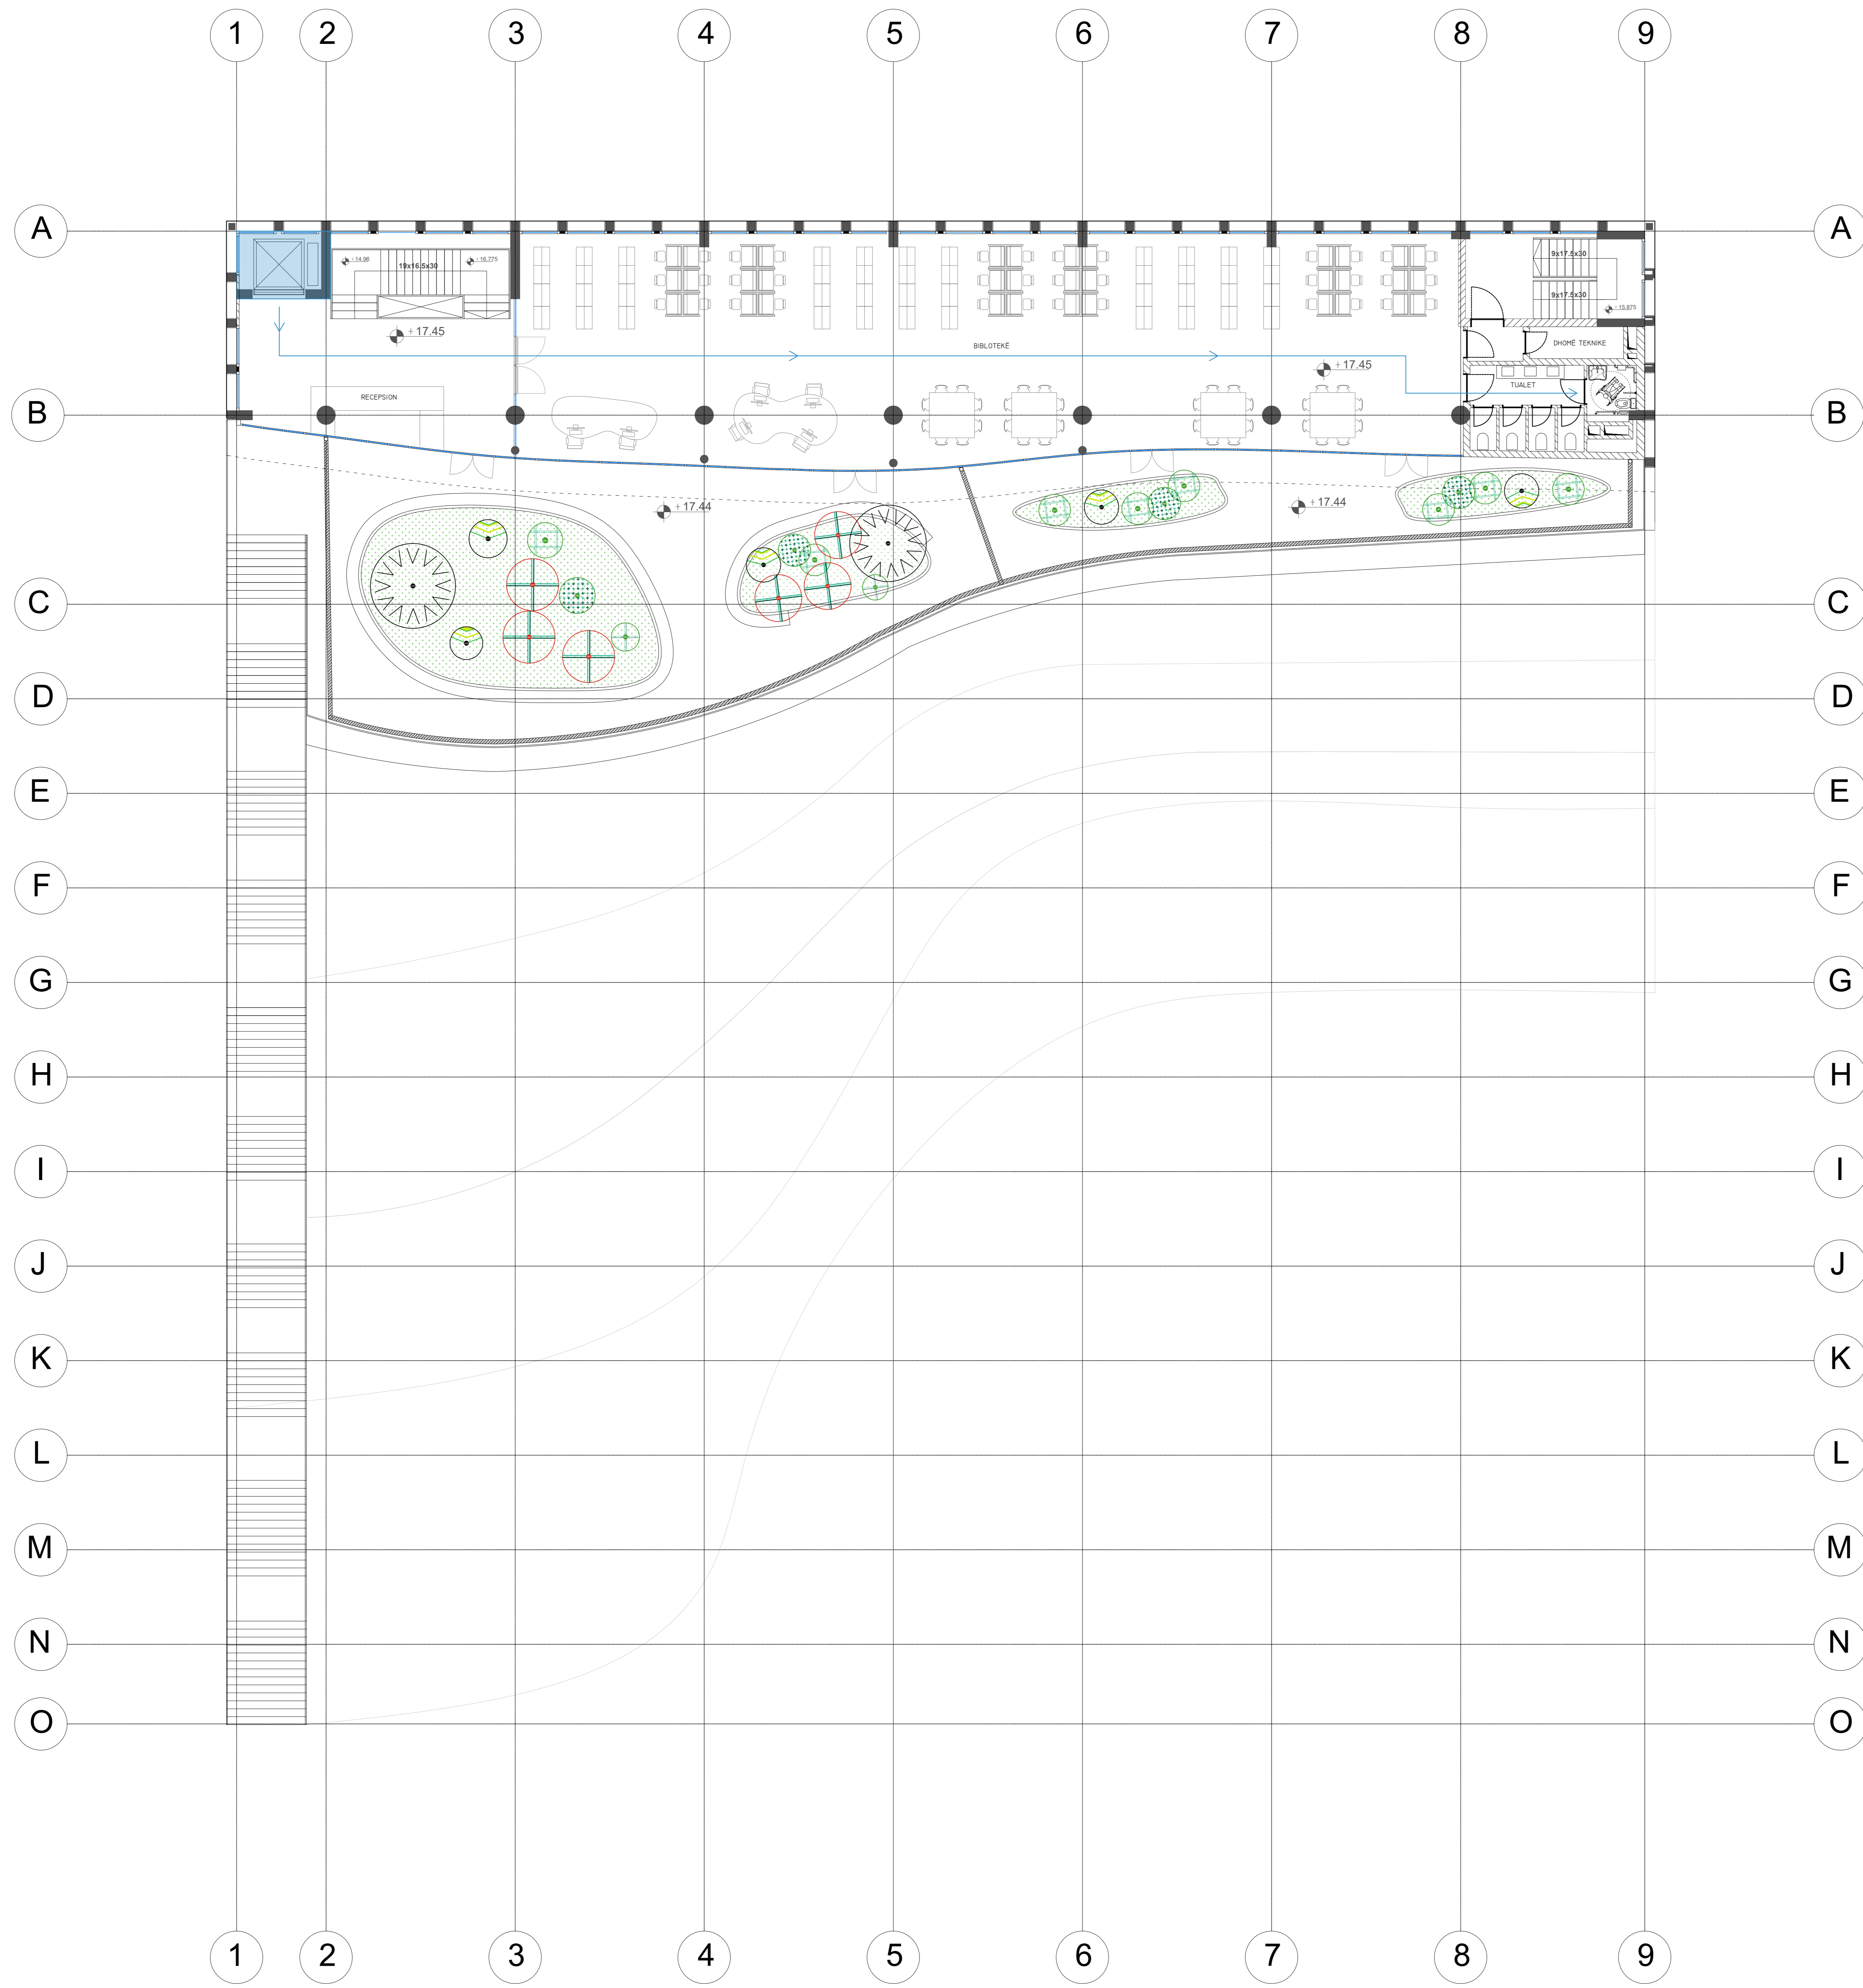 1 2 3 4 5 6 7 8 9
A A
+14.98
19x16.5x30
+16.775
9x17.5x30
9x17.5x30
+15.875
+17.45
BIBLOTEKË
DHOMË TEKNIKE
+17.45
TUALET
RECEPSION
B B
+17.44
+17.44
C C
D D
E E
F F
G G
H H
I I
J J
K K
L L
M M
N N
O O
1 2 3 4 5 6 7 8 9